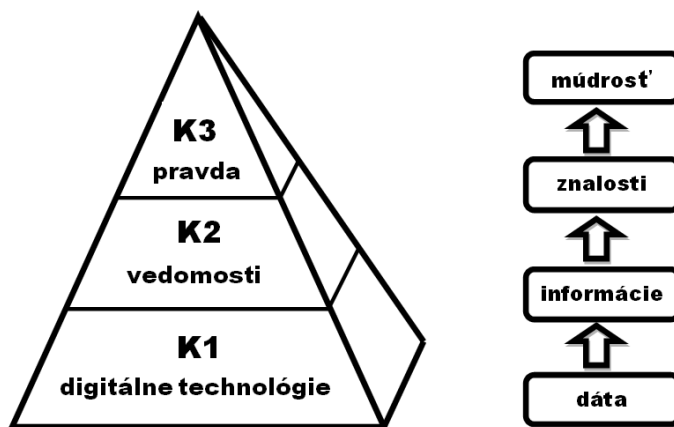 K3
pravda
K2
vedomosti
K1
digitálne technológie
múdrosť
znalosti
informácie
dáta